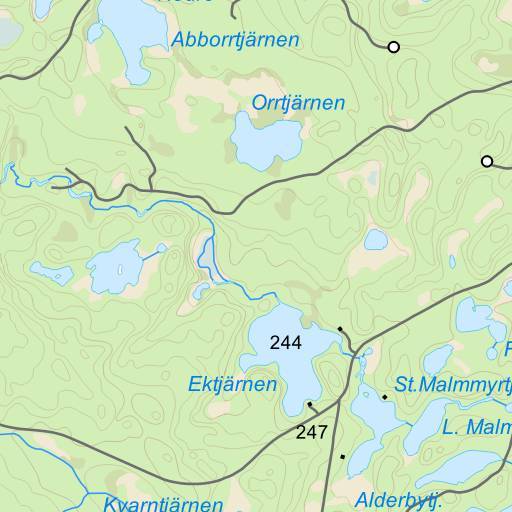 Abborrtjärnen
Orrtjärnen
244
Ektjärnen
St.Malmmyrtj
L. Malm
247
Alderbytj.
Kvarntjärnen